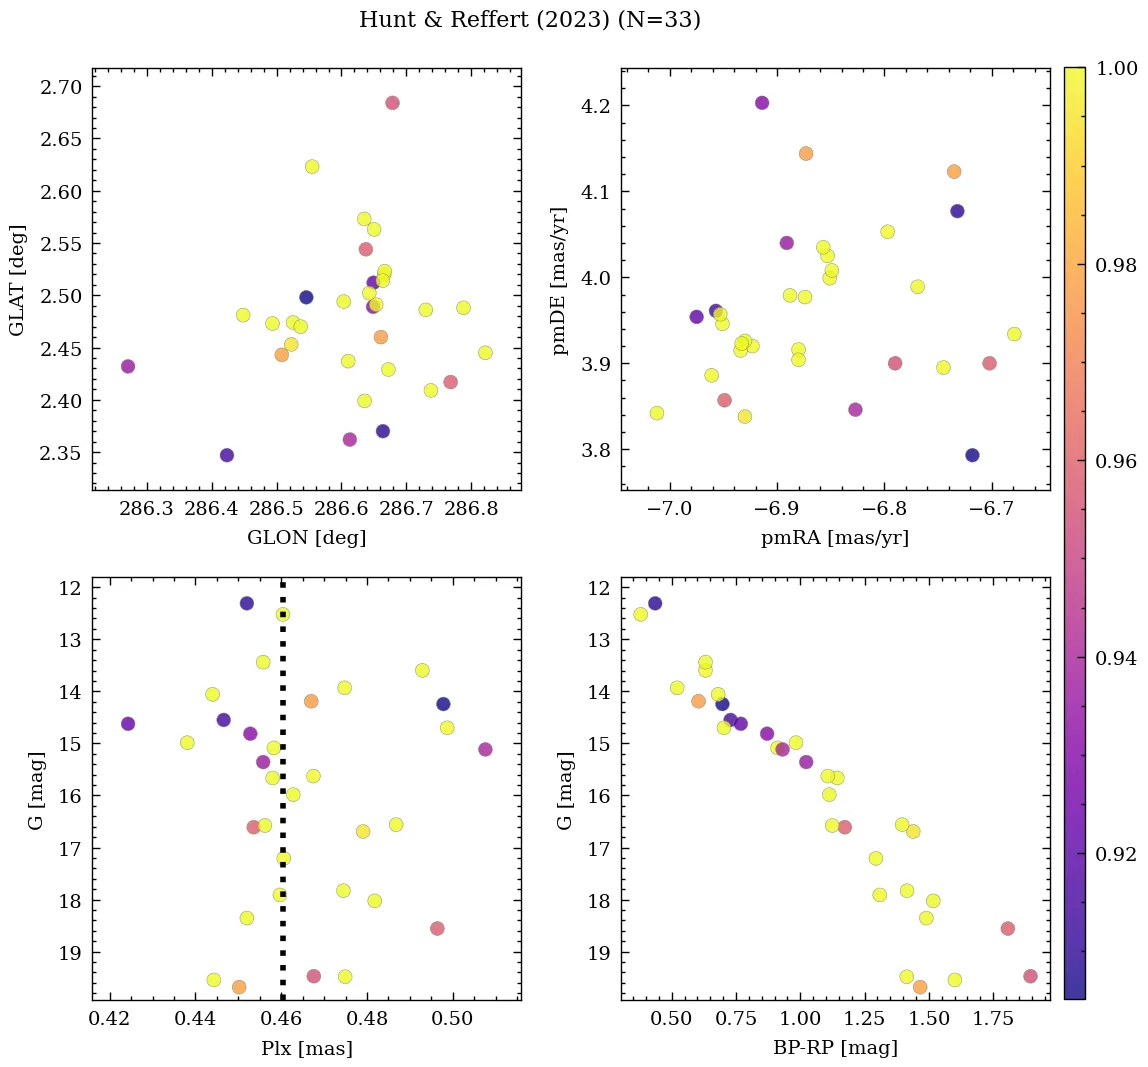 Hunt & Reffert (2023) (N=33)
GLAT [deg]
2.70
2.65
2.60
2.55
2.50
2.45
2.40
2.35
286.3 286.4 286.5 286.6 286.7 286.8
GLON [deg]
pmDE [mas/yr]
4.2
4.1
4.0
3.9
3.8
−7.0 −6.9 −6.8 −6.7
pmRA [mas/yr]
1.00
0.98
0.96
0.94
0.92
G [mag]
12
13
14
15
16
17
18
19
0.42 0.44 0.46 0.48 0.50
Plx [mas]
G [mag]
12
13
14
15
16
17
18
19
0.50 0.75 1.00 1.25 1.50 1.75
BP-RP [mag]